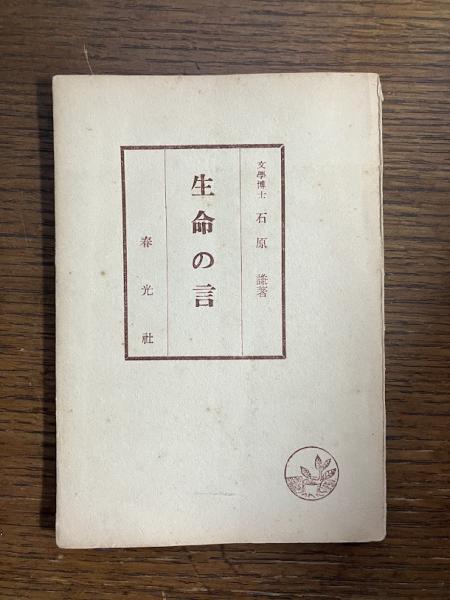 文學博士 石原 謙著
生命の言
春光社